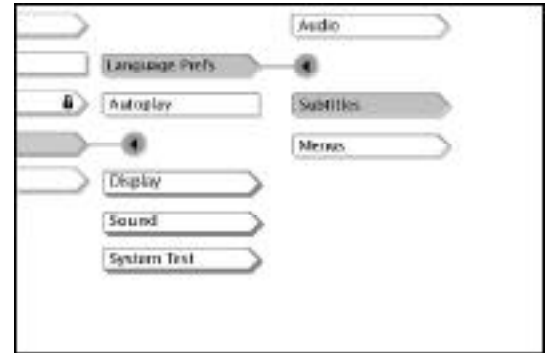 Audio
Language Prefs
Autoplay
Subtitles
Menus
Display
Sound
System Test